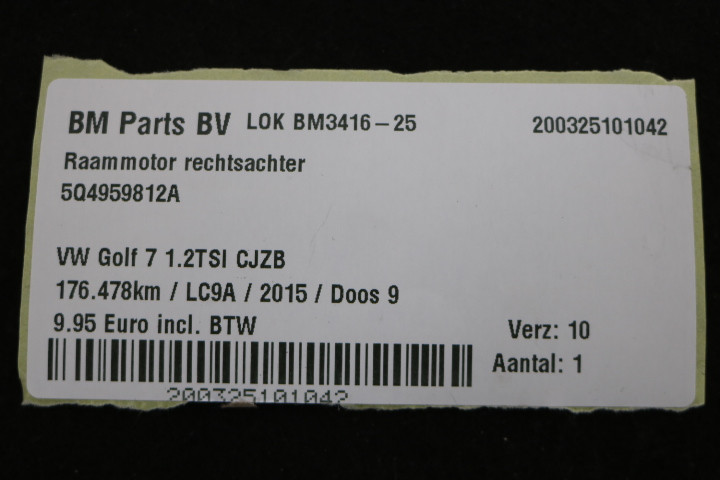 BM Parts BV LOK BM3416-25 200325101042
Raammotor rechtsachter
5Q4959812A
VW Golf 7 1.2TSI CJZB
176.478km / LC9A / 2015 / Doos 9
9.95 Euro incl. BTW
Verz: 10
Aantal: 1
200325101042